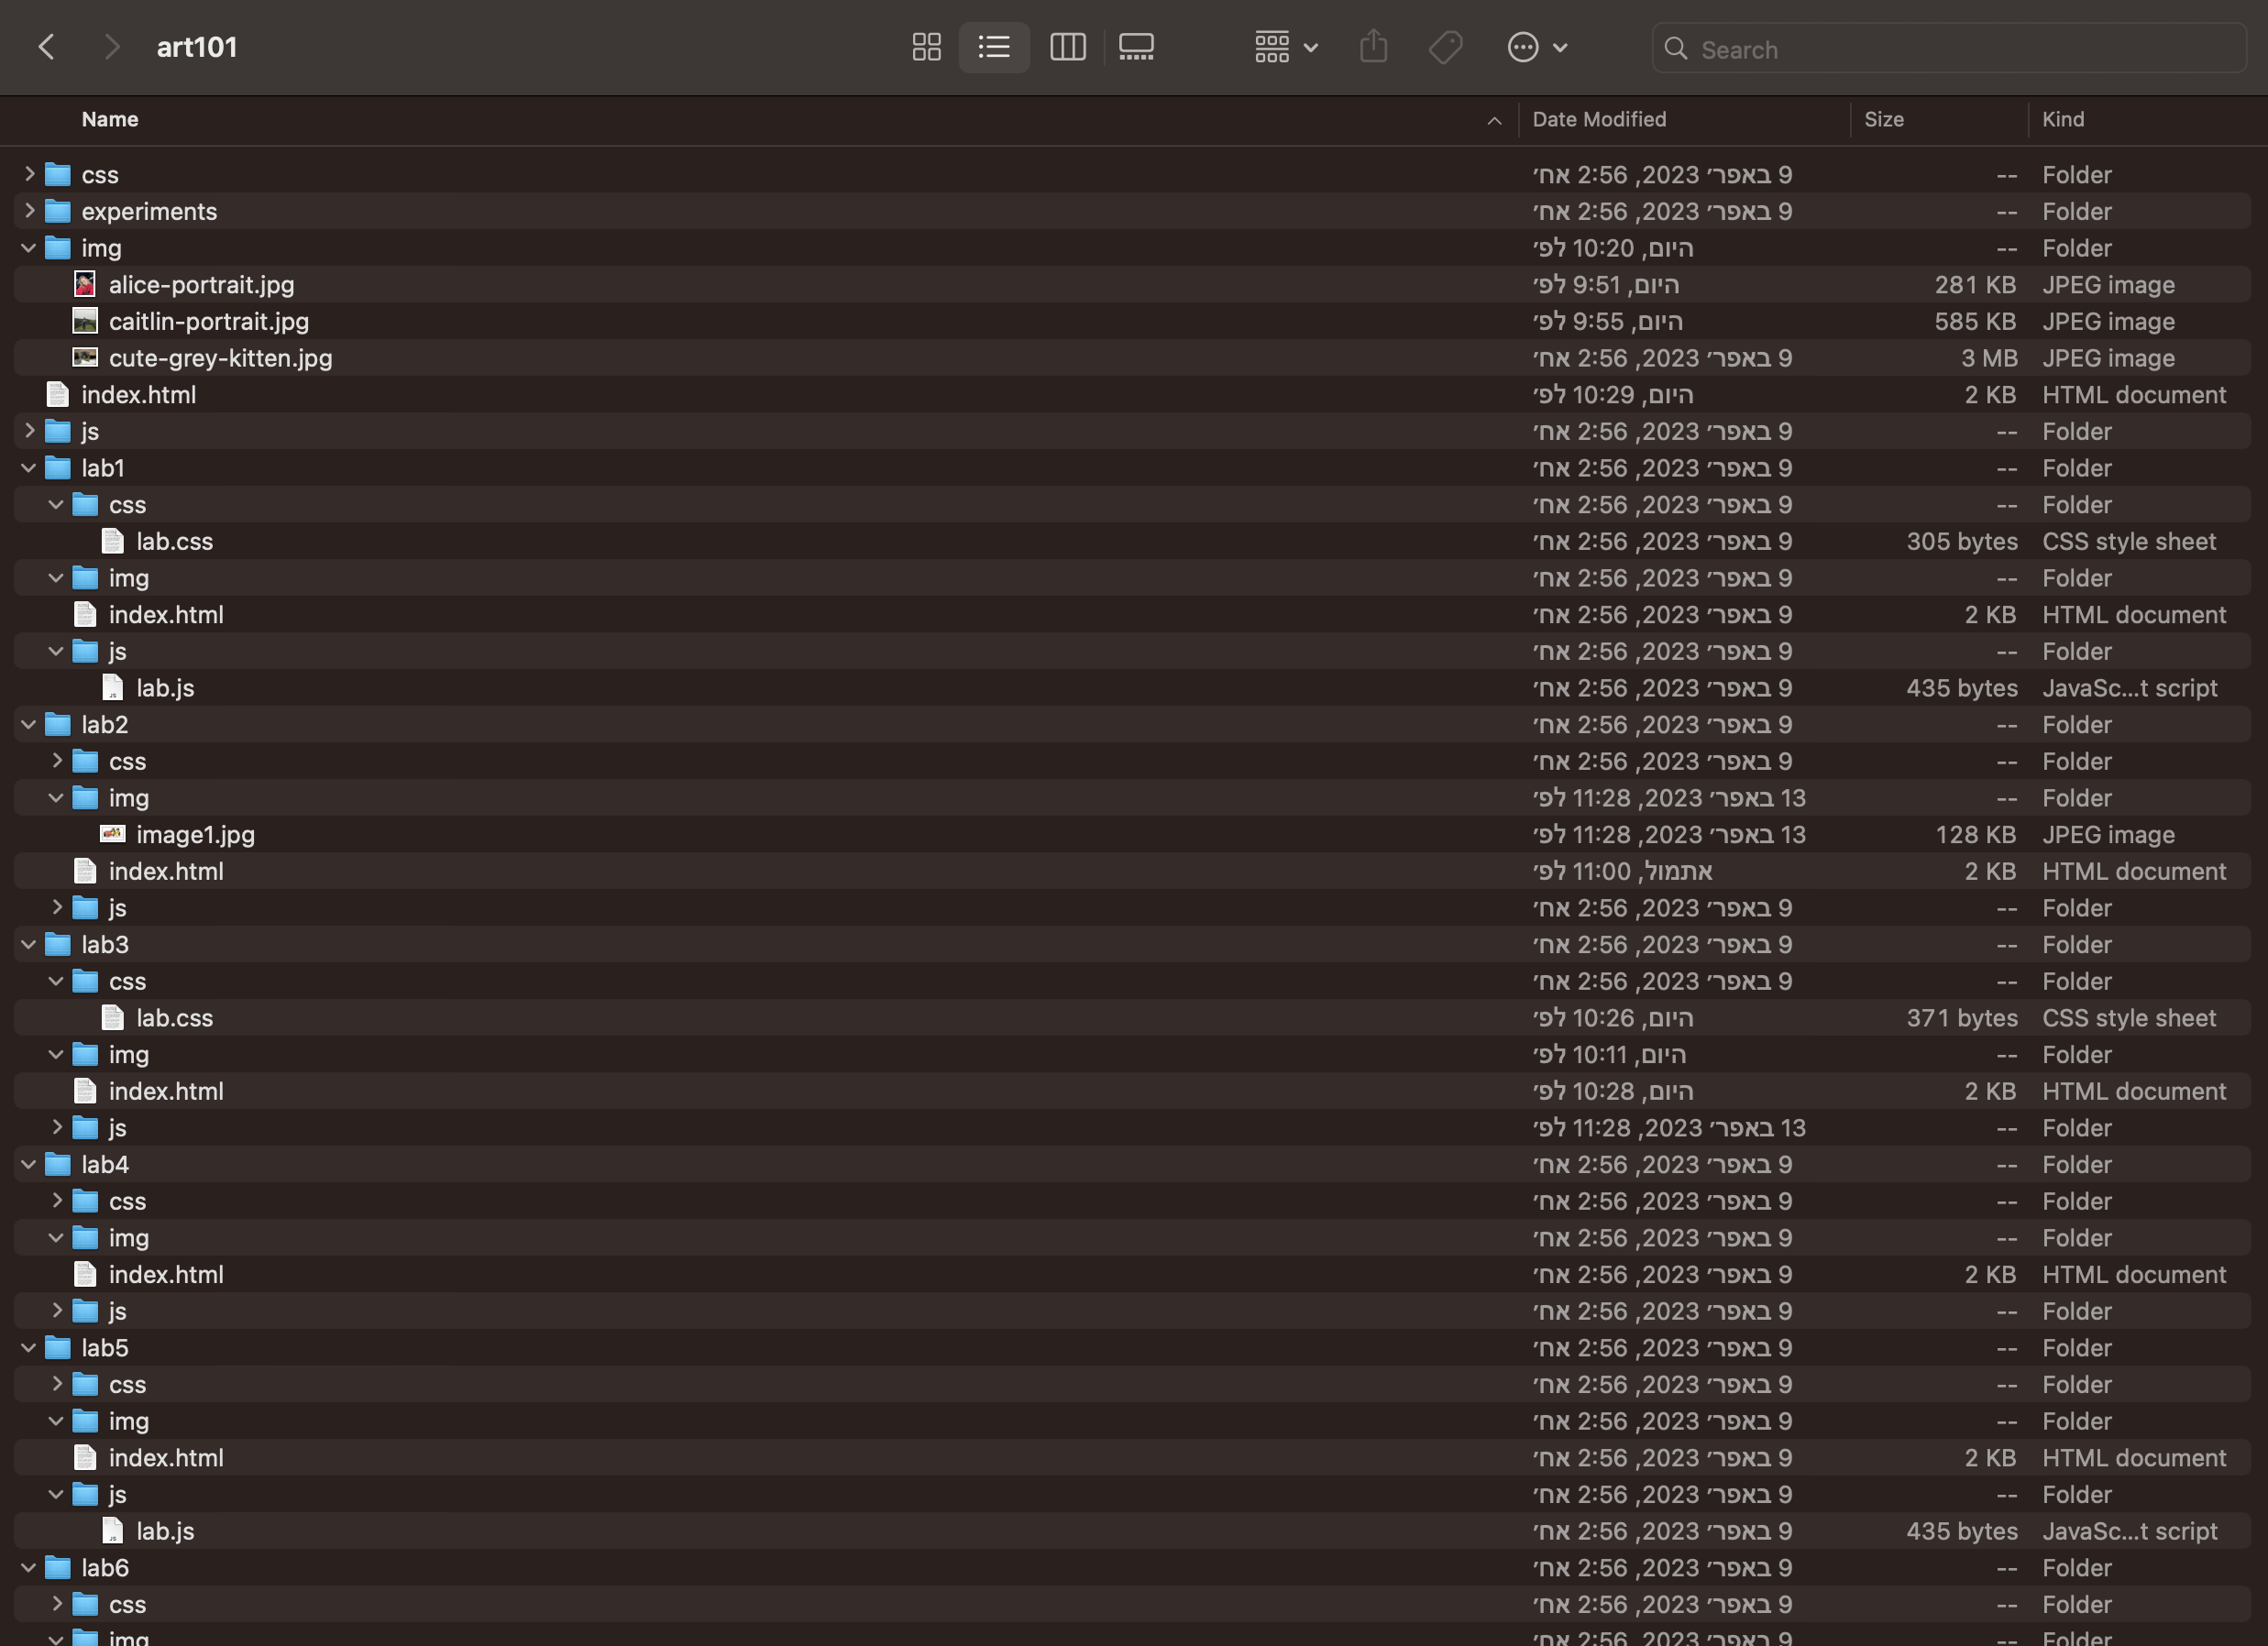 art101
Search
Name Date Modified Size Kind
css 9 באפר׳ 2023, 2:56 אח׳ -- Folder
experiments 9 באפר׳ 2023, 2:56 אח׳ -- Folder
img היום, 10:20 לפ׳ -- Folder
alice-portrait.jpg היום, 9:51 לפ׳ 281 KB JPEG image
caitlin-portrait.jpg היום, 9:55 לפ׳ 585 KB JPEG image
cute-grey-kitten.jpg 9 באפר׳ 2023, 2:56 אח׳ 3 MB JPEG image
index.html היום, 10:29 לפ׳ 2 KB HTML document
js 9 באפר׳ 2023, 2:56 אח׳ -- Folder
lab1 9 באפר׳ 2023, 2:56 אח׳ -- Folder
css 9 באפר׳ 2023, 2:56 אח׳ -- Folder
lab.css 9 באפר׳ 2023, 2:56 אח׳ 305 bytes CSS style sheet
img 9 באפר׳ 2023, 2:56 אח׳ -- Folder
index.html 9 באפר׳ 2023, 2:56 אח׳ 2 KB HTML document
js 9 באפר׳ 2023, 2:56 אח׳ -- Folder
lab.js 9 באפר׳ 2023, 2:56 אח׳ 435 bytes JavaSc...t script
lab2 9 באפר׳ 2023, 2:56 אח׳ -- Folder
css 9 באפר׳ 2023, 2:56 אח׳ -- Folder
img 13 באפר׳ 2023, 11:28 לפ׳ -- Folder
image1.jpg 13 באפר׳ 2023, 11:28 לפ׳ 128 KB JPEG image
index.html אתמול, 11:00 לפ׳ 2 KB HTML document
js 9 באפר׳ 2023, 2:56 אח׳ -- Folder
lab3 9 באפר׳ 2023, 2:56 אח׳ -- Folder
css 9 באפר׳ 2023, 2:56 אח׳ -- Folder
lab.css היום, 10:26 לפ׳ 371 bytes CSS style sheet
img היום, 10:11 לפ׳ -- Folder
index.html היום, 10:28 לפ׳ 2 KB HTML document
js 13 באפר׳ 2023, 11:28 לפ׳ -- Folder
lab4 9 באפר׳ 2023, 2:56 אח׳ -- Folder
css 9 באפר׳ 2023, 2:56 אח׳ -- Folder
img 9 באפר׳ 2023, 2:56 אח׳ -- Folder
index.html 9 באפר׳ 2023, 2:56 אח׳ 2 KB HTML document
js 9 באפר׳ 2023, 2:56 אח׳ -- Folder
lab5 9 באפר׳ 2023, 2:56 אח׳ -- Folder
css 9 באפר׳ 2023, 2:56 אח׳ -- Folder
img 9 באפר׳ 2023, 2:56 אח׳ -- Folder
index.html 9 באפר׳ 2023, 2:56 אח׳ 2 KB HTML document
js 9 באפר׳ 2023, 2:56 אח׳ -- Folder
lab.js 9 באפר׳ 2023, 2:56 אח׳ 435 bytes JavaSc...t script
lab6 9 באפר׳ 2023, 2:56 אח׳ -- Folder
css 9 באפר׳ 2023, 2:56 אח׳ -- Folder
img 9 באפר׳ 2023, 2:56 אח׳ -- Folder